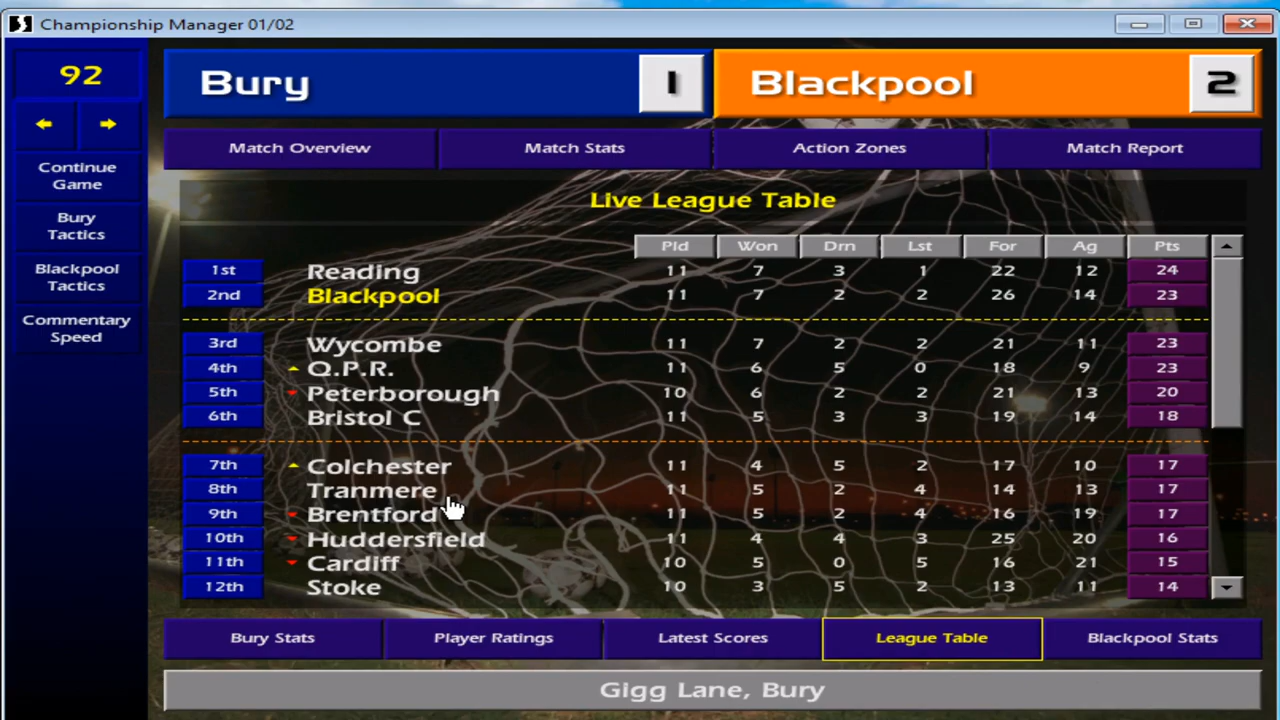 Championship Manager 01/02
92
Continue Game
Bury Tactics
Blackpool Tactics
Commentary Speed
Bury 1 Blackpool 2
Match Overview Match Stats Action Zones Match Report
Live League Table
Pld Won Drn Lst For Ag Pts
1st Reading 11 7 3 1 22 12 24
2nd Blackpool 11 7 2 2 26 14 23
3rd Wycombe 11 7 2 2 21 11 23
4th Q.P.R. 11 6 5 0 18 9 23
5th Peterborough 10 6 2 2 21 13 20
6th Bristol C 11 5 3 3 19 14 18
7th Colchester 11 4 5 2 17 10 17
8th Tranmere 11 5 2 4 14 13 17
9th Brentford 11 5 2 4 16 19 17
10th Huddersfield 11 4 4 3 25 20 16
11th Cardiff 10 5 0 5 16 21 15
12th Stoke 10 3 5 2 13 11 14
Bury Stats Player Ratings Latest Scores League Table Blackpool Stats
Gigg Lane, Bury